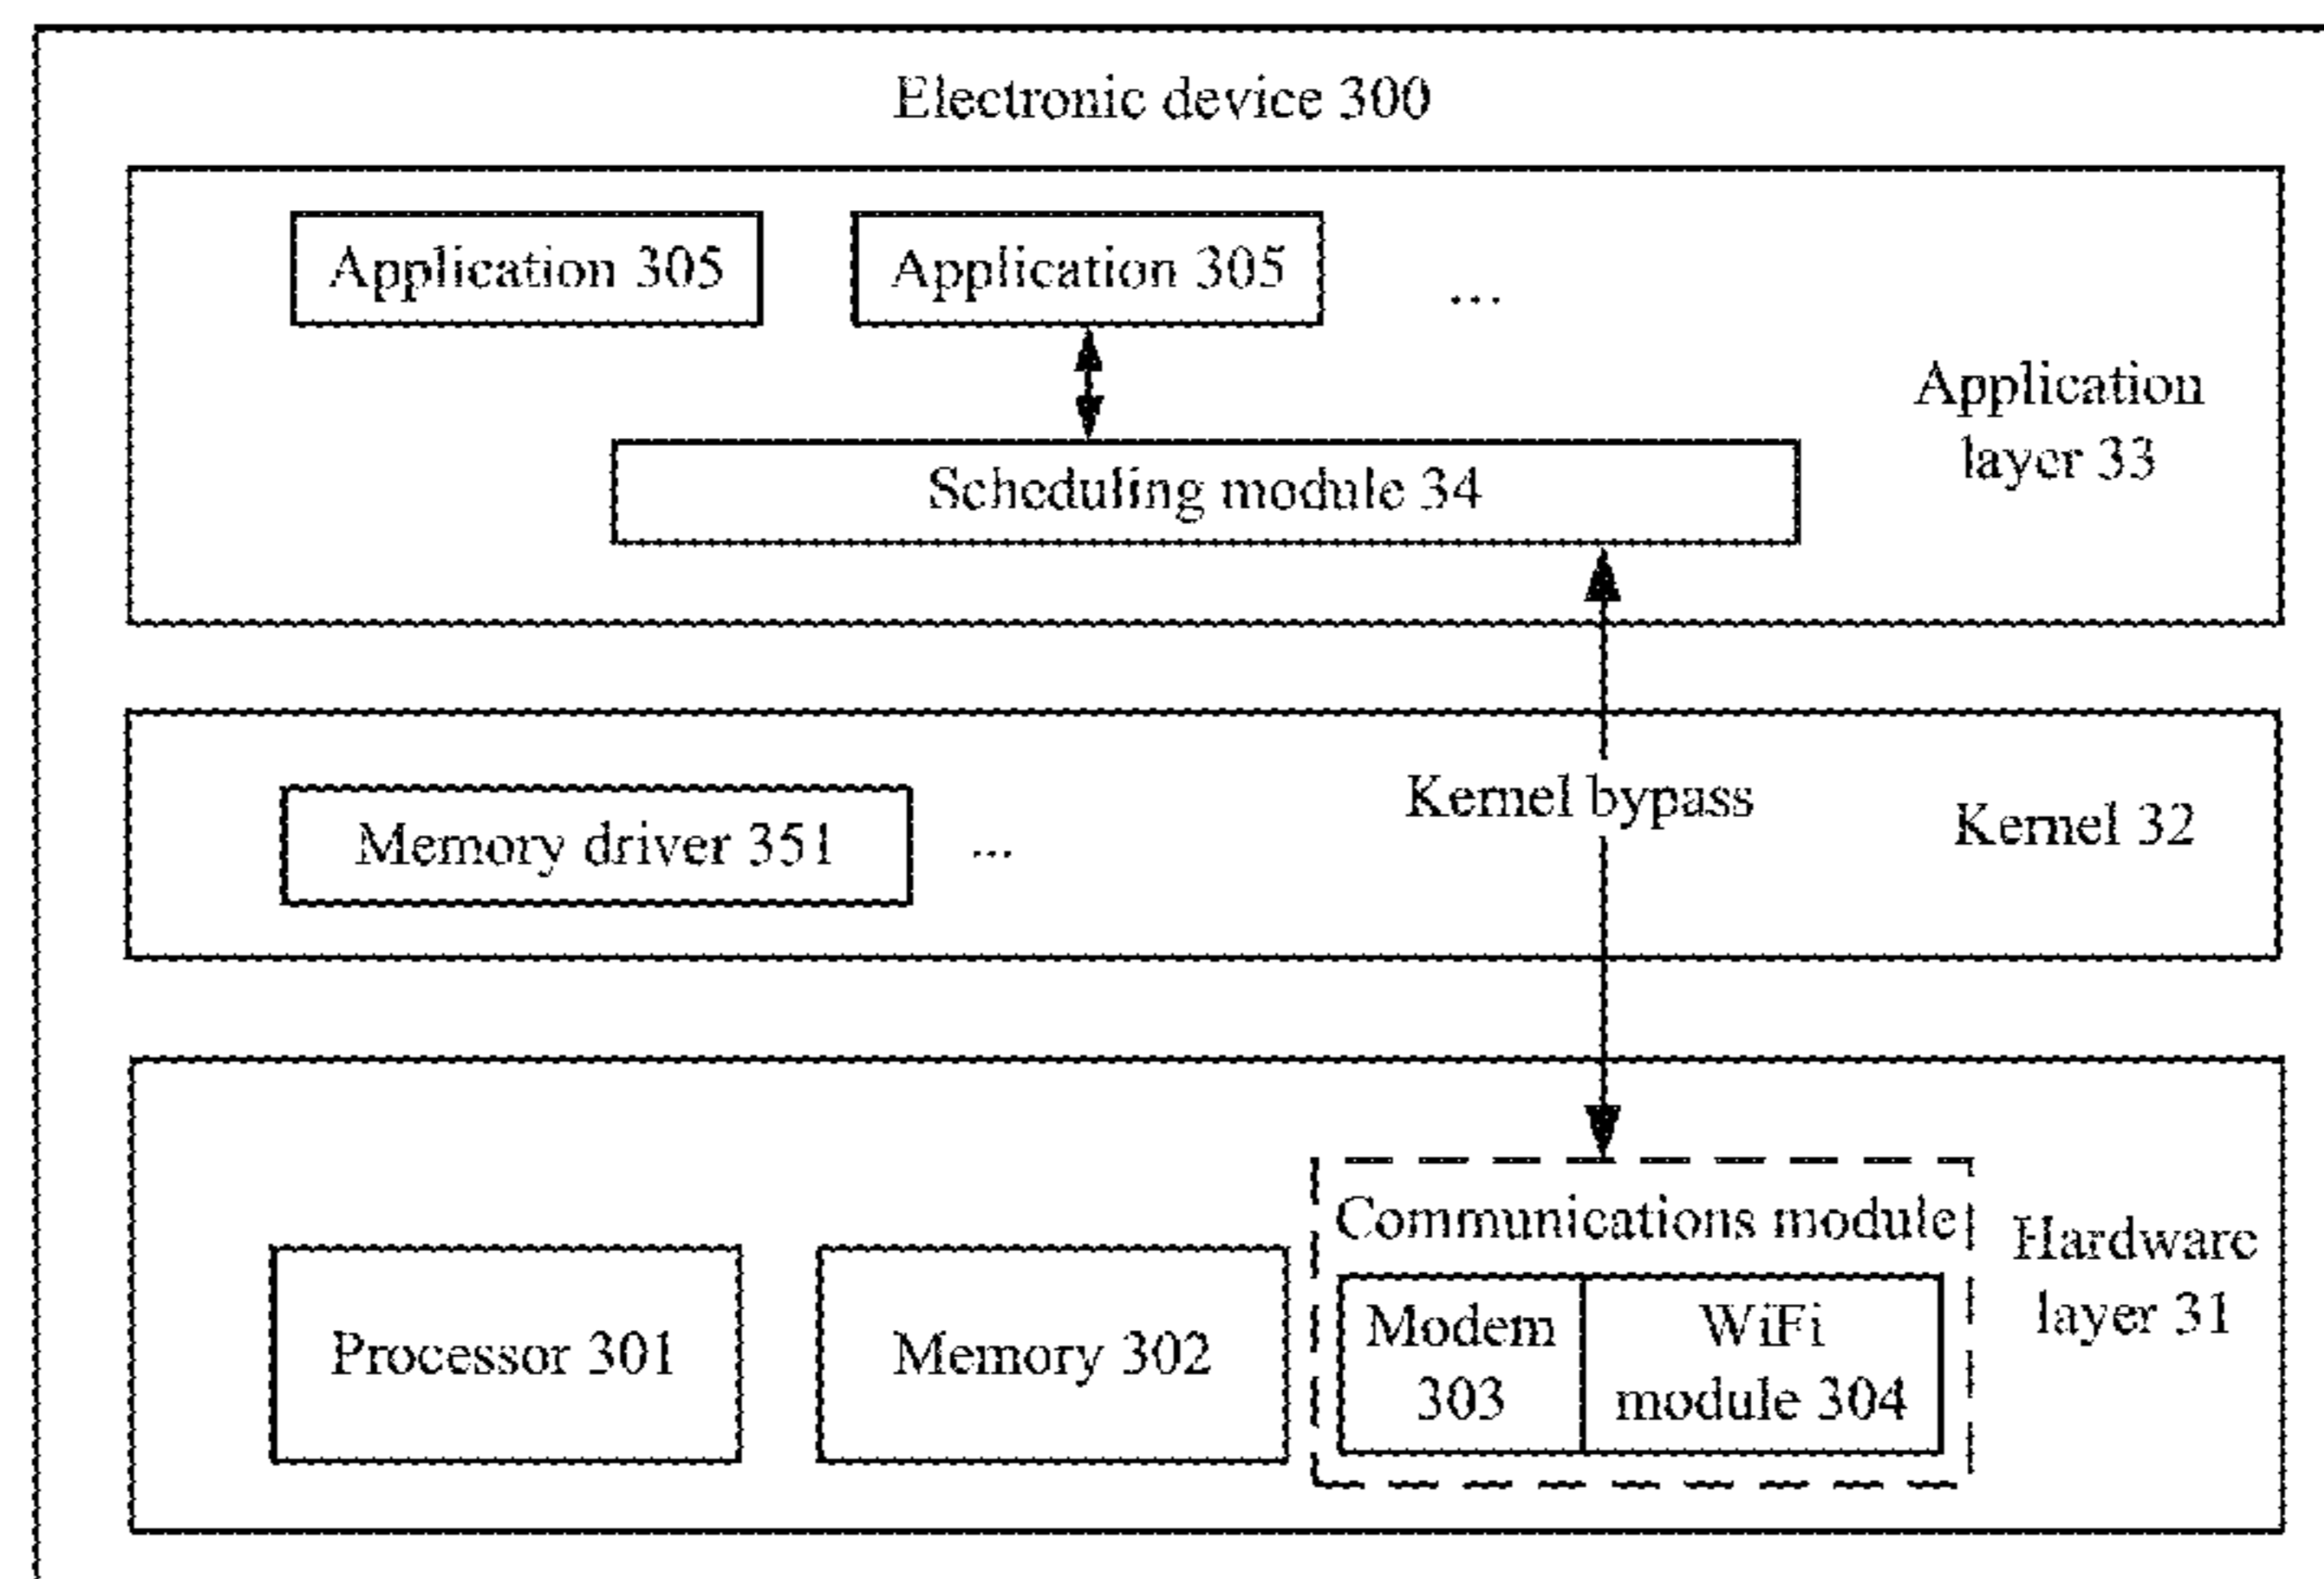 Electronic device 300
Application 305
Application 305
...
Application
layer 33
Scheduling module 34
Kernel bypass
Memory driver 351
...
Kernel 32
Communications module
Hardware
layer 31
Processor 301
Memory 302
Modem
303
WiFi
module 304